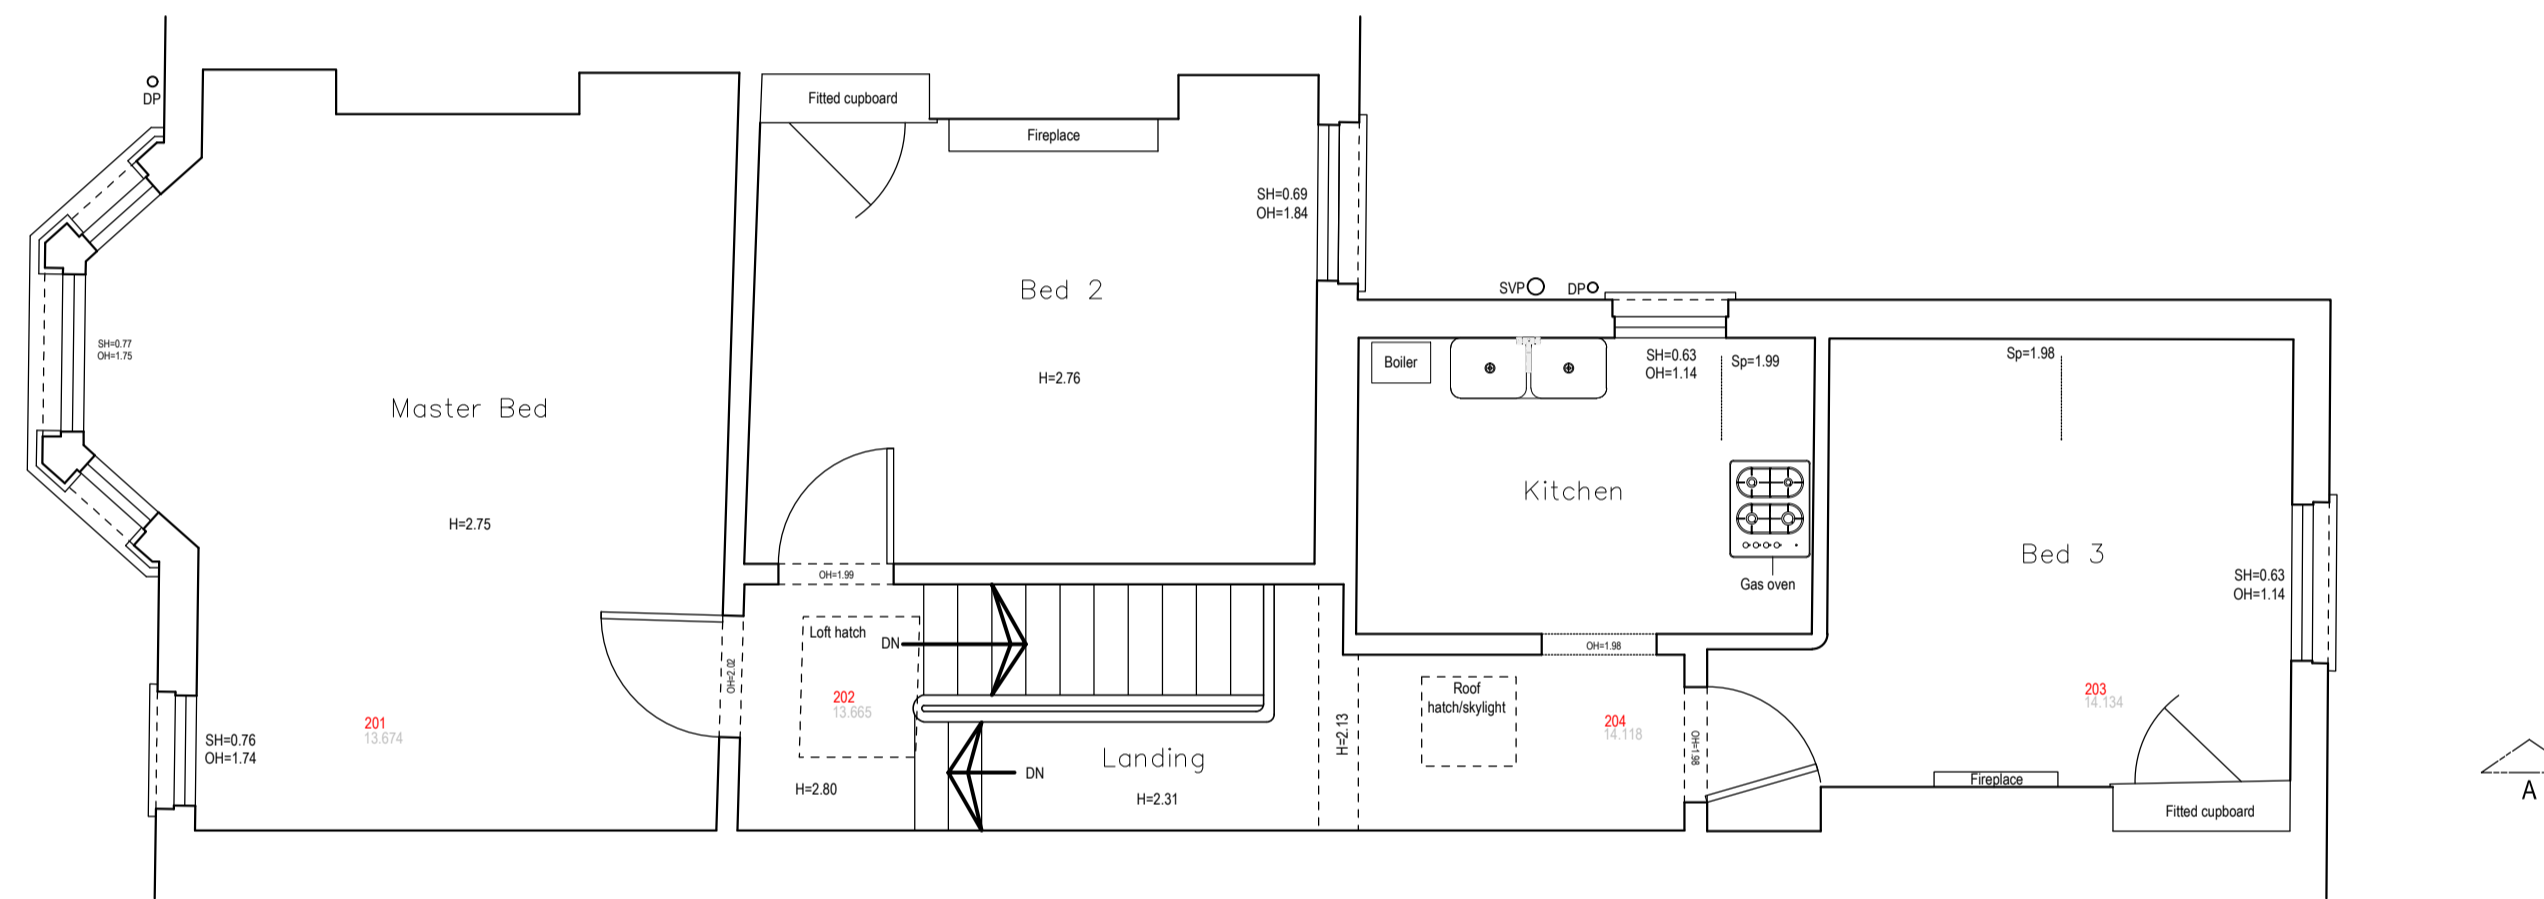 DP
Fitted cupboard
Fireplace
SH=0.69
OH=1.84
Bed 2
H=2.76
SH=0.77
OH=1.75
Master Bed
H=2.75
SVP
DP
Boiler
SH=0.63
OH=1.14
Sp=1.99
Sp=1.98
Kitchen
Gas oven
Bed 3
SH=0.63
OH=1.14
OH=1.99
Loft hatch
DN
OH=2.02
202
13.665
201
13.674
SH=0.76
OH=1.74
H=2.80
DN
Landing
H=2.31
H=2.13
OH=1.98
Roof
hatch/skylight
204
14.118
OH=1.98
203
14.134
Fireplace
Fitted cupboard
A